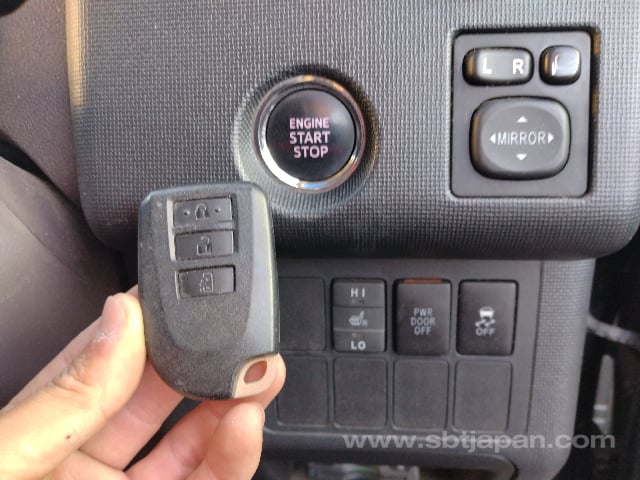 L R
ENGINE
START
STOP
MIRROR
HI
LO
PWR
DOOR
OFF
OFF
www.sbtjapan.com